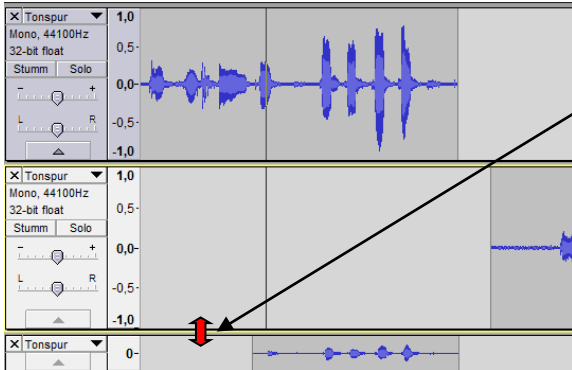 X Tonspur
Mono, 44100Hz
32-bit float
Stumm Solo
- +
L R
1,0
0,5-
0,0-
-0,5-
-1,0
X Tonspur
Mono, 44100Hz
32-bit float
Stumm Solo
- +
L R
1,0
0,5-
0,0-
-0,5-
-1,0
X Tonspur
0-